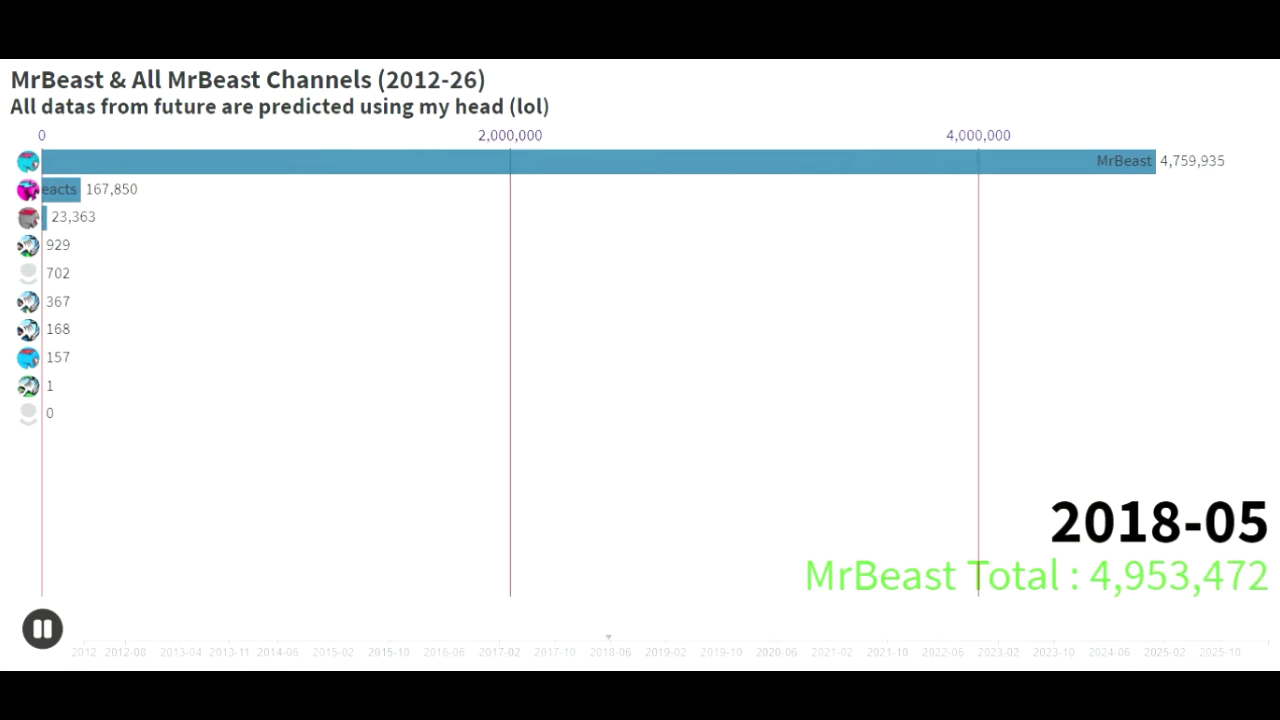 MrBeast & All MrBeast Channels (2012-26)
All datas from future are predicted using my head (lol)
0 2,000,000 4,000,000
MrBeast 4,759,935
eacts 167,850
23,363
929
702
367
168
157
1
0
2018-05
MrBeast Total : 4,953,472
2012 2012-08 2013-04 2013-11 2014-06 2015-02 2015-10 2016-06 2017-02 2017-10 2018-06 2019-02 2019-10 2020-06 2021-02 2021-10 2022-06 2023-02 2023-10 2024-06 2025-02 2025-10